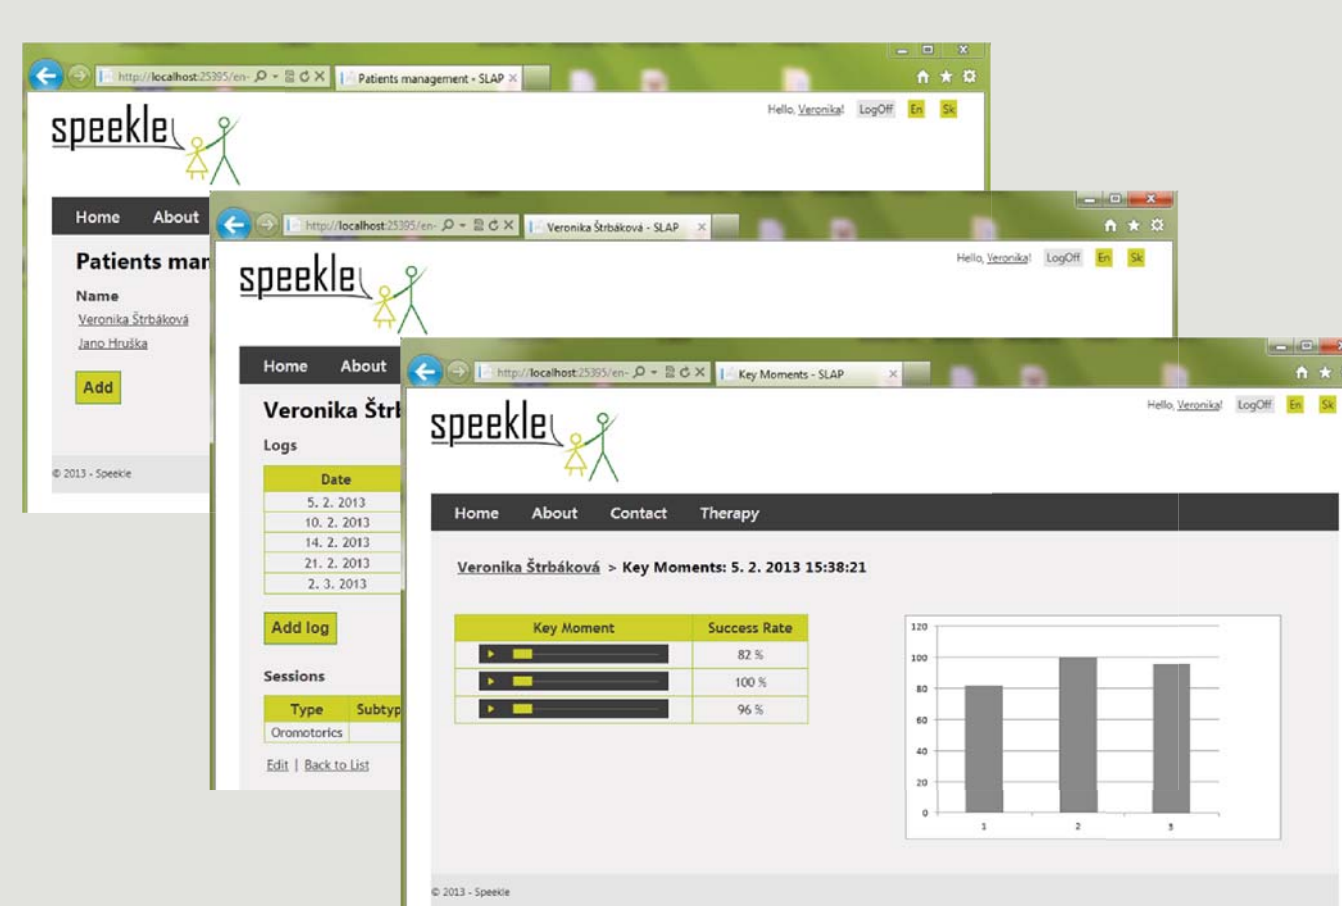 http://localhost:25395/en-
Patients management - SLAP
Hello, Veronika! LogOff En Sk
speekle
Home About
Patients mar
Name
Veronika Štrbáková
Jano Hruška
Add
© 2013 - Speekle
http://localhost:25395/en-
Veronika Štrbáková - SLAP
Hello, Veronika! LogOff En Sk
speekle
Home About
Veronika Štrl
Logs
Date
5. 2. 2013
10. 2. 2013
14. 2. 2013
21. 2. 2013
2. 3. 2013
Add log
Sessions
Type Subtyp
Oromotorics
Edit | Back to List
http://localhost:25395/en-
Key Moments - SLAP
Hello, Veronika! LogOff En Sk
speekle
Home About Contact Therapy
Veronika Štrbáková > Key Moments: 5. 2. 2013 15:38:21
Key Moment Success Rate
82 %
100 %
96 %
120
100
80
60
40
20
0
1 2 3
© 2013 - Speekle